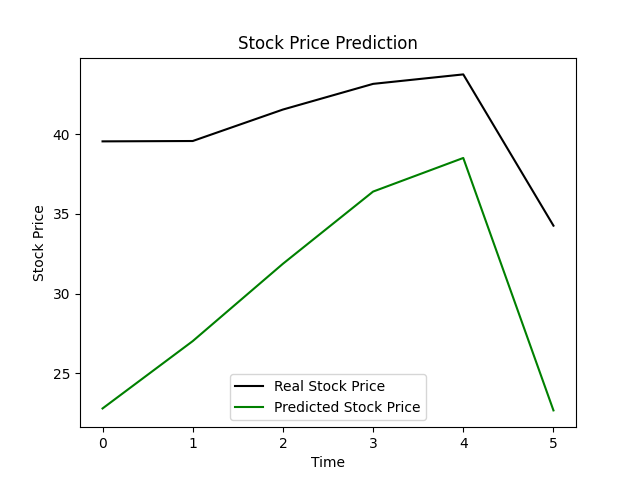 Stock Price Prediction
Stock Price
40
35
30
25
Real Stock Price
Predicted Stock Price
0 1 2 3 4 5
Time